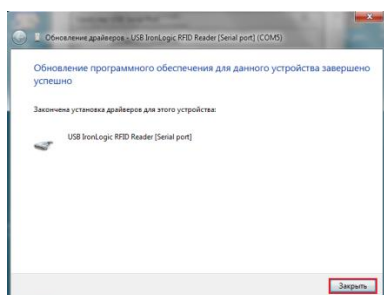 Обновление драйверов - USB IronLogic RFID Reader [Serial port] (COM5)
Обновление программного обеспечения для данного устройства завершено
успешно
Закончена установка драйверов для этого устройства:
USB IronLogic RFID Reader [Serial port]
Закрыть